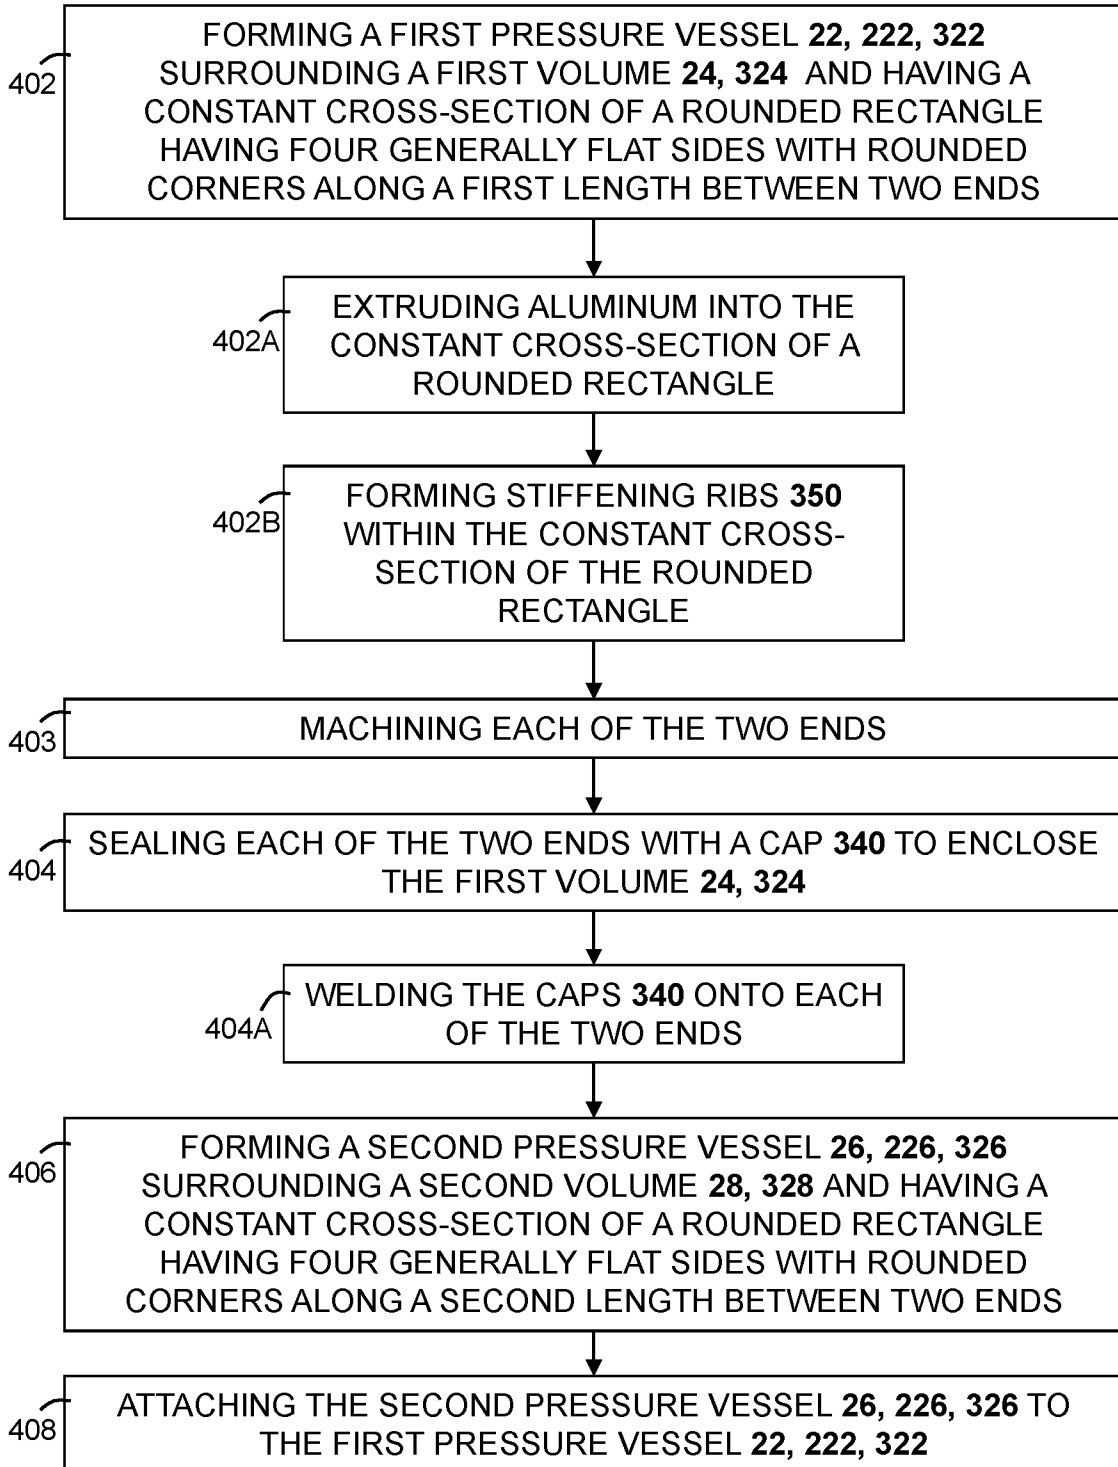 FORMING A FIRST PRESSURE VESSEL 22, 222, 322
SURROUNDING A FIRST VOLUME 24, 324 AND HAVING A
CONSTANT CROSS-SECTION OF A ROUNDED RECTANGLE
HAVING FOUR GENERALLY FLAT SIDES WITH ROUNDED
CORNERS ALONG A FIRST LENGTH BETWEEN TWO ENDS
402
EXTRUDING ALUMINUM INTO THE
CONSTANT CROSS-SECTION OF A
ROUNDED RECTANGLE
402A
FORMING STIFFENING RIBS 350
WITHIN THE CONSTANT CROSS-
SECTION OF THE ROUNDED
RECTANGLE
402B
MACHINING EACH OF THE TWO ENDS
403
SEALING EACH OF THE TWO ENDS WITH A CAP 340 TO ENCLOSE
THE FIRST VOLUME 24, 324
404
WELDING THE CAPS 340 ONTO EACH
OF THE TWO ENDS
404A
FORMING A SECOND PRESSURE VESSEL 26, 226, 326
SURROUNDING A SECOND VOLUME 28, 328 AND HAVING A
CONSTANT CROSS-SECTION OF A ROUNDED RECTANGLE
HAVING FOUR GENERALLY FLAT SIDES WITH ROUNDED
CORNERS ALONG A SECOND LENGTH BETWEEN TWO ENDS
406
ATTACHING THE SECOND PRESSURE VESSEL 26, 226, 326 TO
THE FIRST PRESSURE VESSEL 22, 222, 322
408